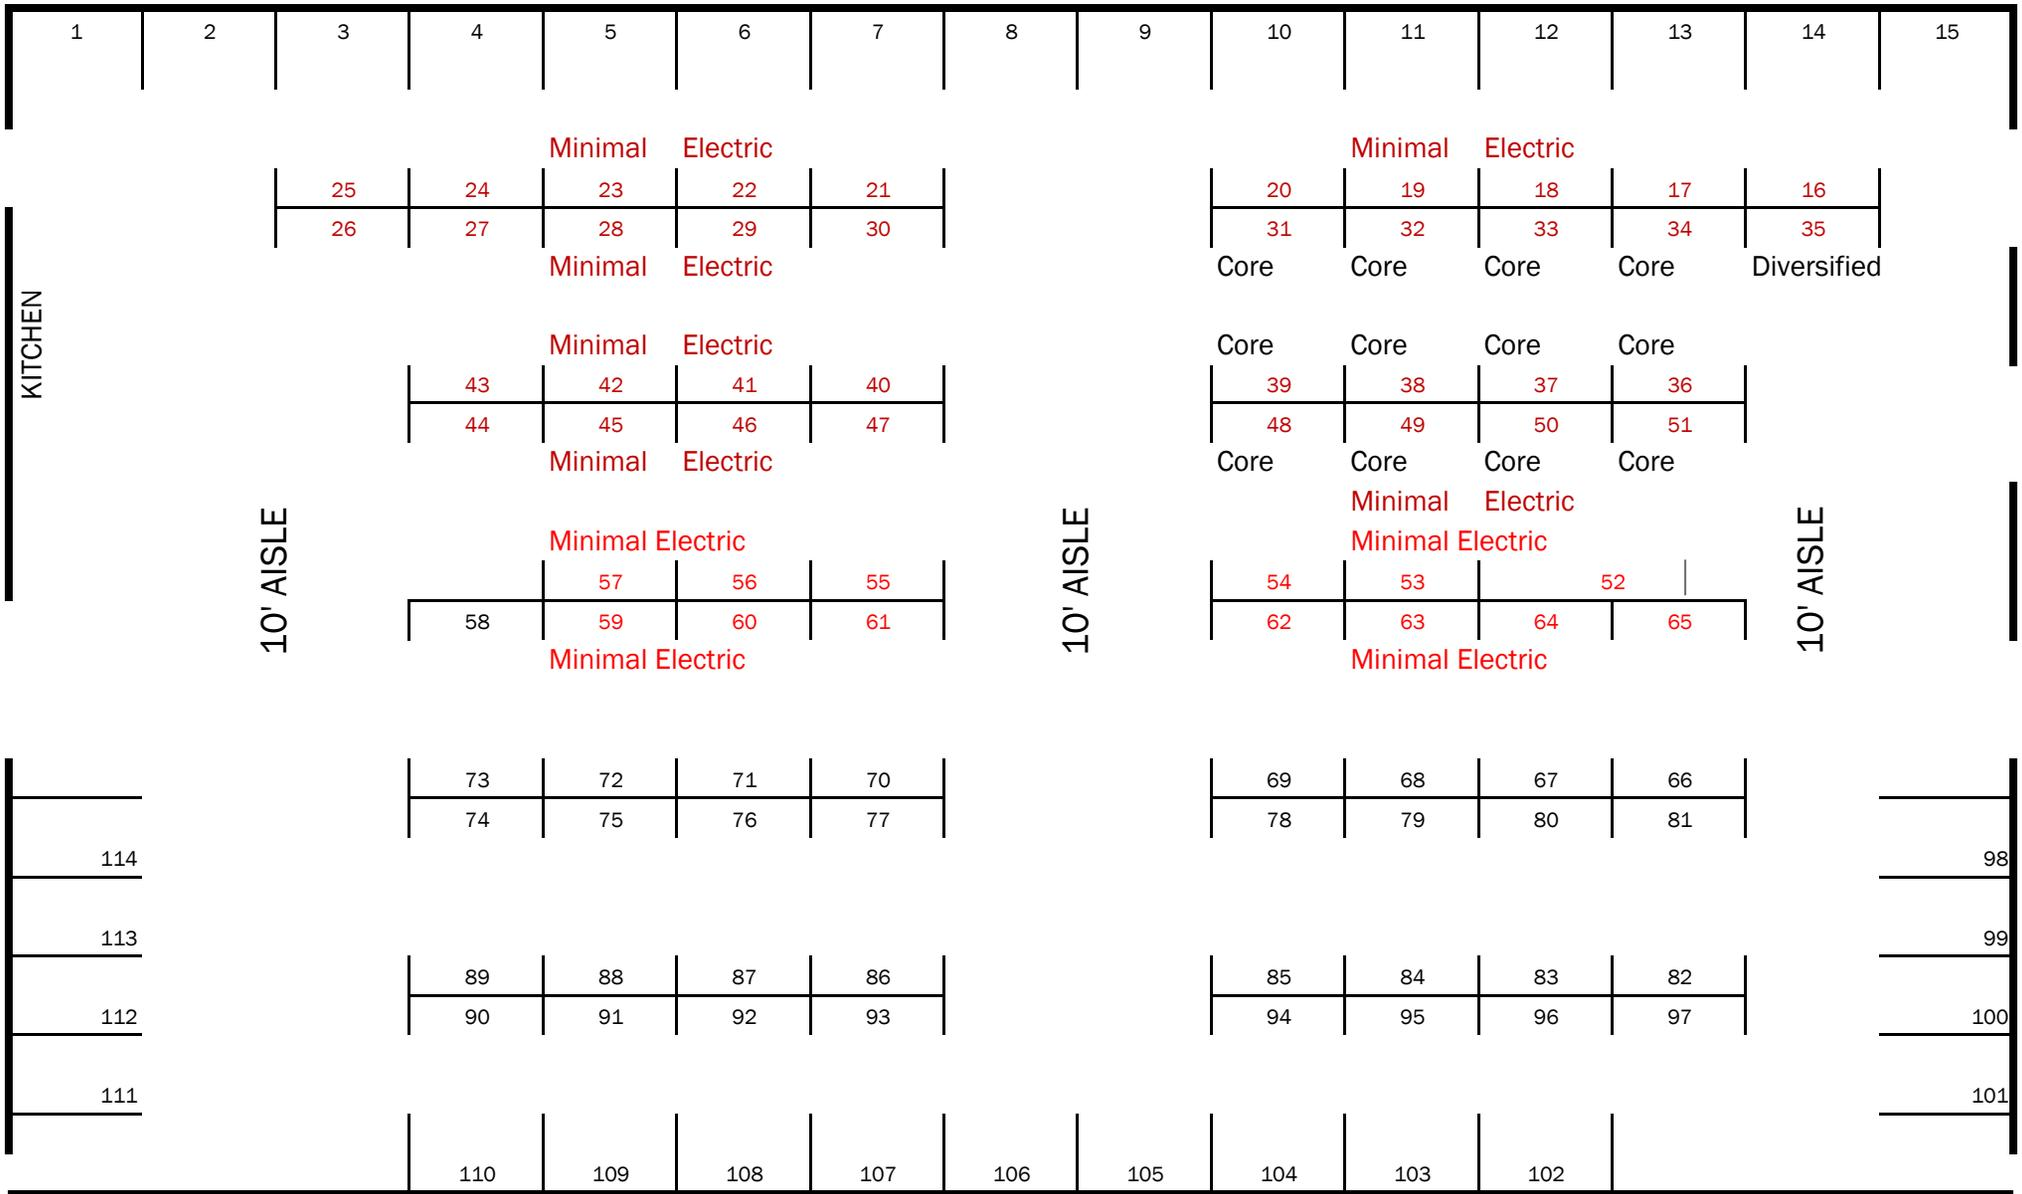 1 2 3 4 5 6 7 8 9 10 11 12 13 14 15
Minimal Electric Minimal Electric
25 24 23 22 21 20 19 18 17 16
26 27 28 29 30 31 32 33 34 35
Minimal Electric Core Core Core Core Diversified
KITCHEN
Minimal Electric Core Core Core Core
43 42 41 40 39 38 37 36
44 45 46 47 48 49 50 51
Minimal Electric Core Core Core Core
Minimal Electric
10' AISLE 10' AISLE 10' AISLE
Minimal Electric Minimal Electric
57 56 55 54 53 52
58 59 60 61 62 63 64 65
Minimal Electric Minimal Electric
73 72 71 70 69 68 67 66
74 75 76 77 78 79 80 81
114 98
113 99
89 88 87 86 85 84 83 82
90 91 92 93 94 95 96 97
112 100
111 101
110 109 108 107 106 105 104 103 102